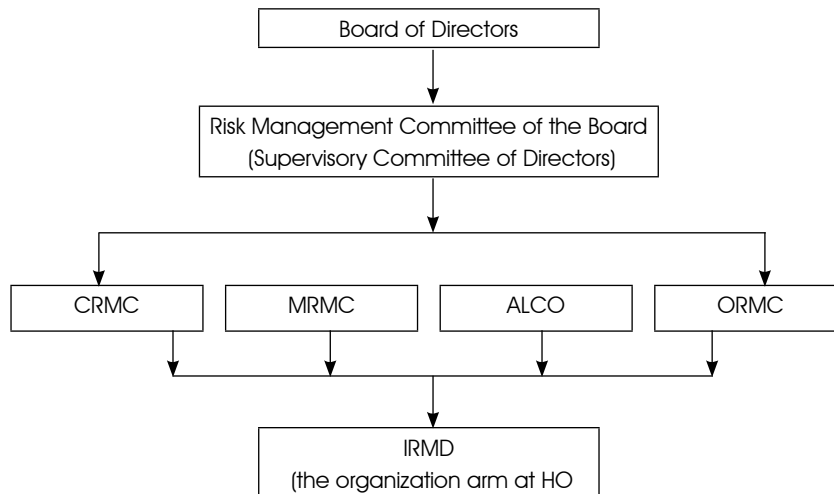 Board of Directors
Risk Management Committee of the Board
(Supervisory Committee of Directors)
CRMC
MRMC
ALCO
ORMC
IRMD
(the organization arm at HO